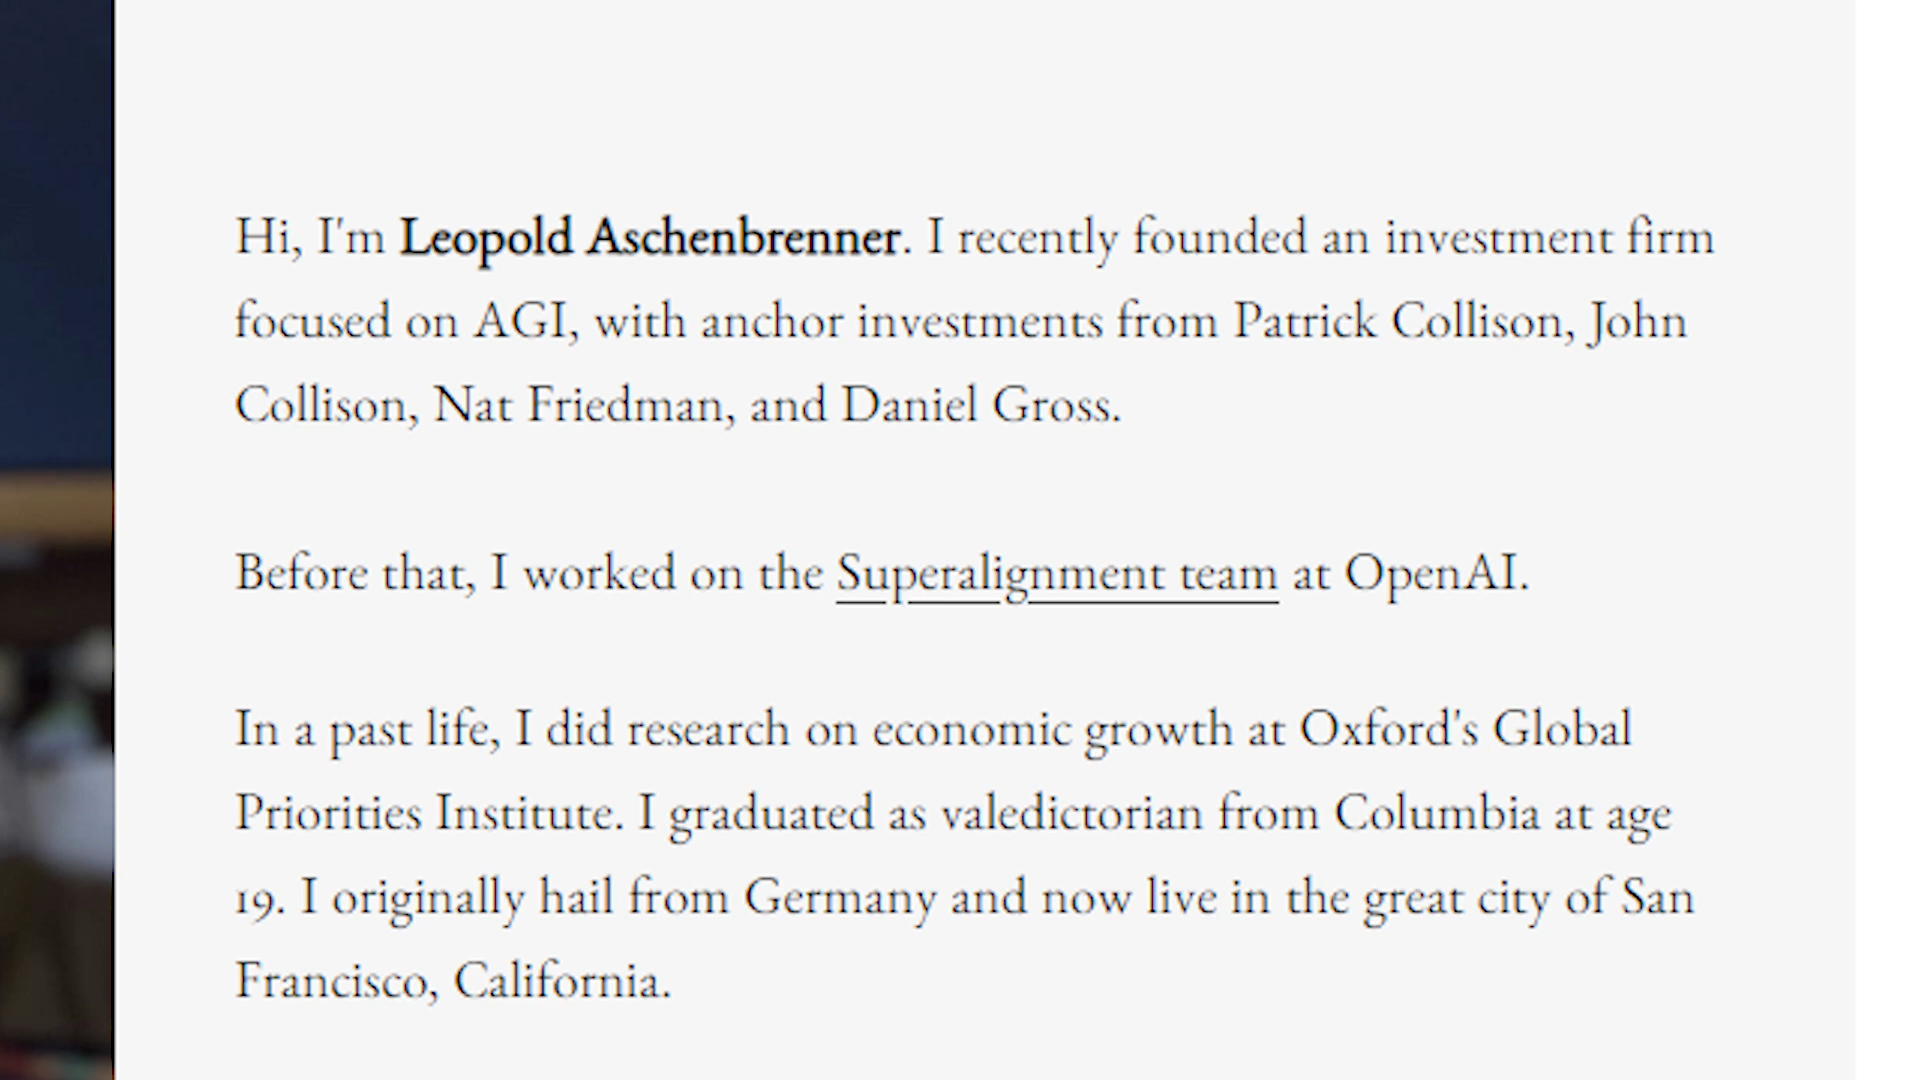 Hi, I'm Leopold Aschenbrenner. I recently founded an investment firm
focused on AGI, with anchor investments from Patrick Collison, John
Collison, Nat Friedman, and Daniel Gross.
Before that, I worked on the Superalignment team at OpenAI.
In a past life, I did research on economic growth at Oxford's Global
Priorities Institute. I graduated as valedictorian from Columbia at age
19. I originally hail from Germany and now live in the great city of San
Francisco, California.